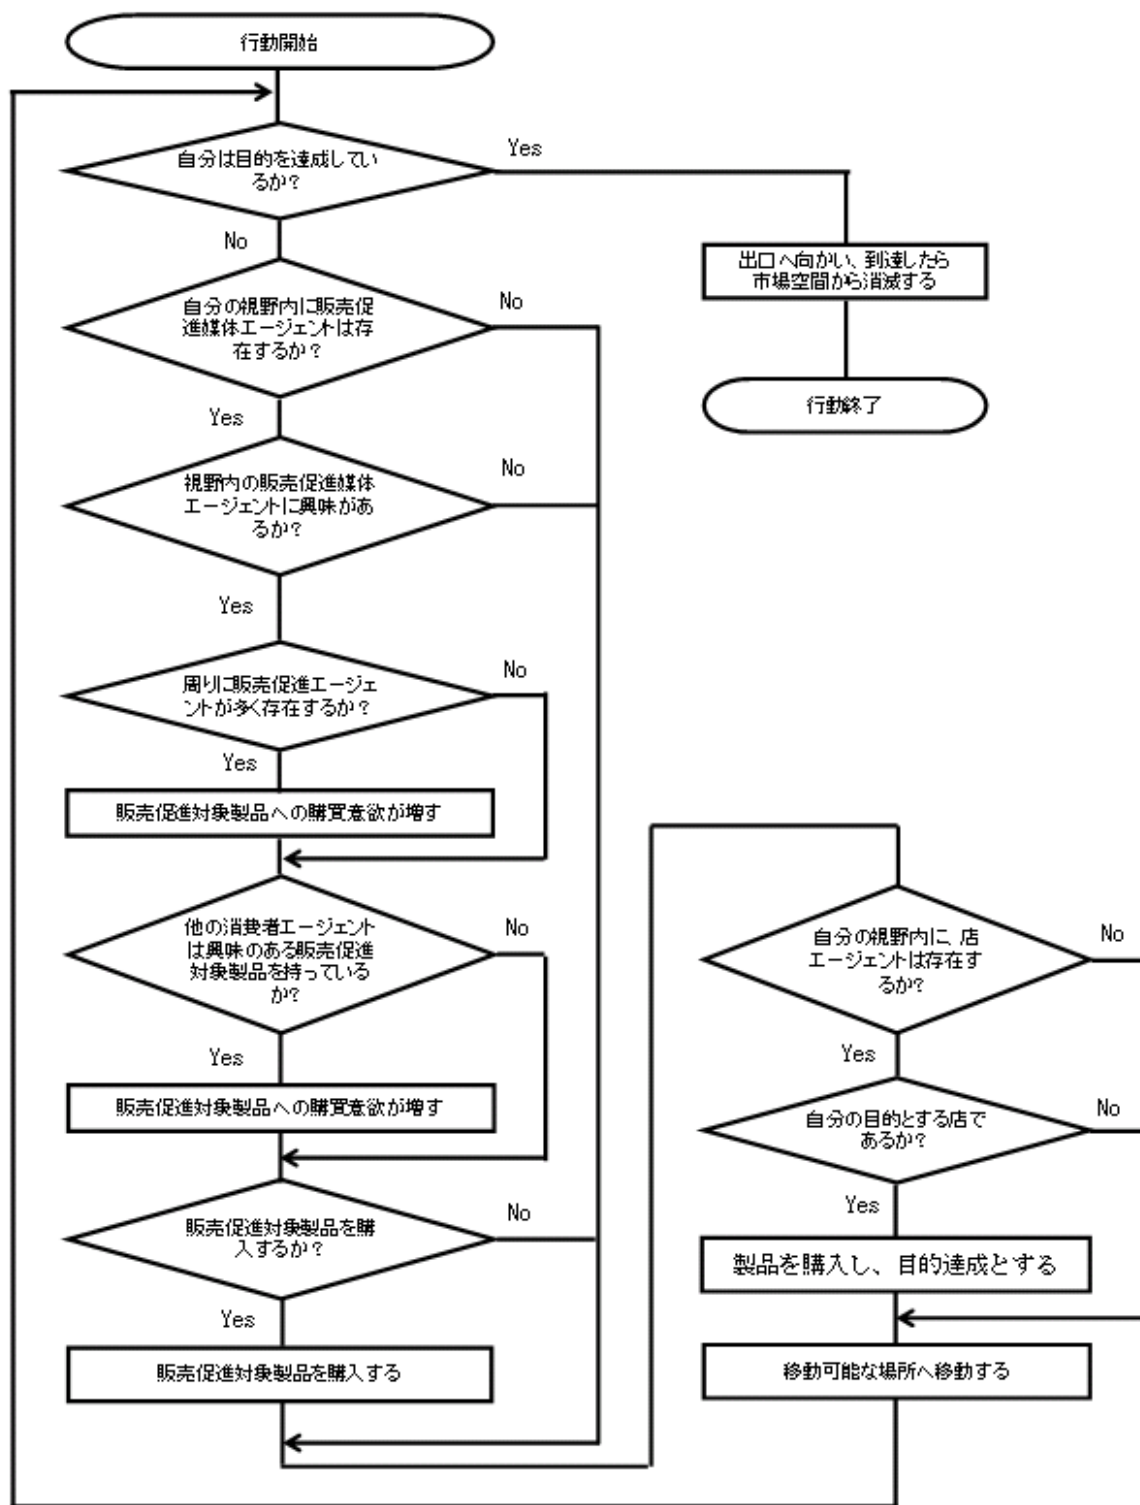 行動開始
自分は目的を達成してい
るか？
Yes
No
出口へ向かい、到達したら
市場空間から消滅する
行動終了
自分の視野内に販売促
進媒体エージェントは存
在するか？
No
Yes
視野内の販売促進媒体
エージェントに興味があ
るか？
No
Yes
周りに販売促進エージェ
ントが多く存在するか？
No
Yes
販売促進対象製品への購買意欲が増す
他の消費者エージェント
は興味のある販売促進
対象製品を持っている
か？
No
Yes
販売促進対象製品への購買意欲が増す
販売促進対象製品を購
入するか？
No
Yes
販売促進対象製品を購入する
自分の視野内に、店
エージェントは存在す
るか？
No
Yes
自分の目的とする店で
あるか？
No
Yes
製品を購入し、目的達成とする
移動可能な場所へ移動する